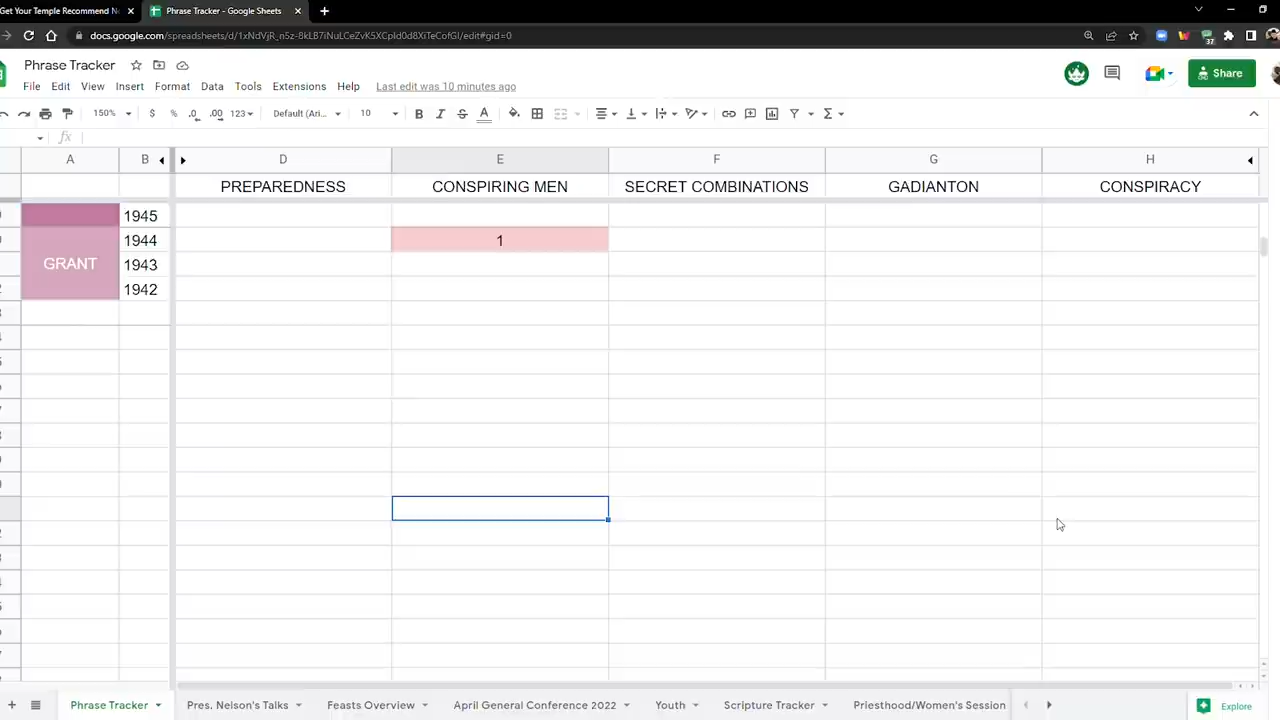 Get Your Temple Recommend N
Phrase Tracker - Google Sheets
docs.google.com/spreadsheets/d/1xNdVjR_n5z-8kLB7iNuLCeZvK5XCpId0d8XiTeCofGI/edit#gid=0
Phrase Tracker
Share
File Edit View Insert Format Data Tools Extensions Help Last edit was 10 minutes ago
150% $ % .0 .00 123 Default (Ari... 10 B I S A
fx
A B D E F G H
PREPAREDNESS CONSPIRING MEN SECRET COMBINATIONS GADIANTON CONSPIRACY
1945
1944 1
GRANT 1943
1942
Phrase Tracker Pres. Nelson's Talks Feasts Overview April General Conference 2022 Youth Scripture Tracker Priesthood/Women's Session Explore